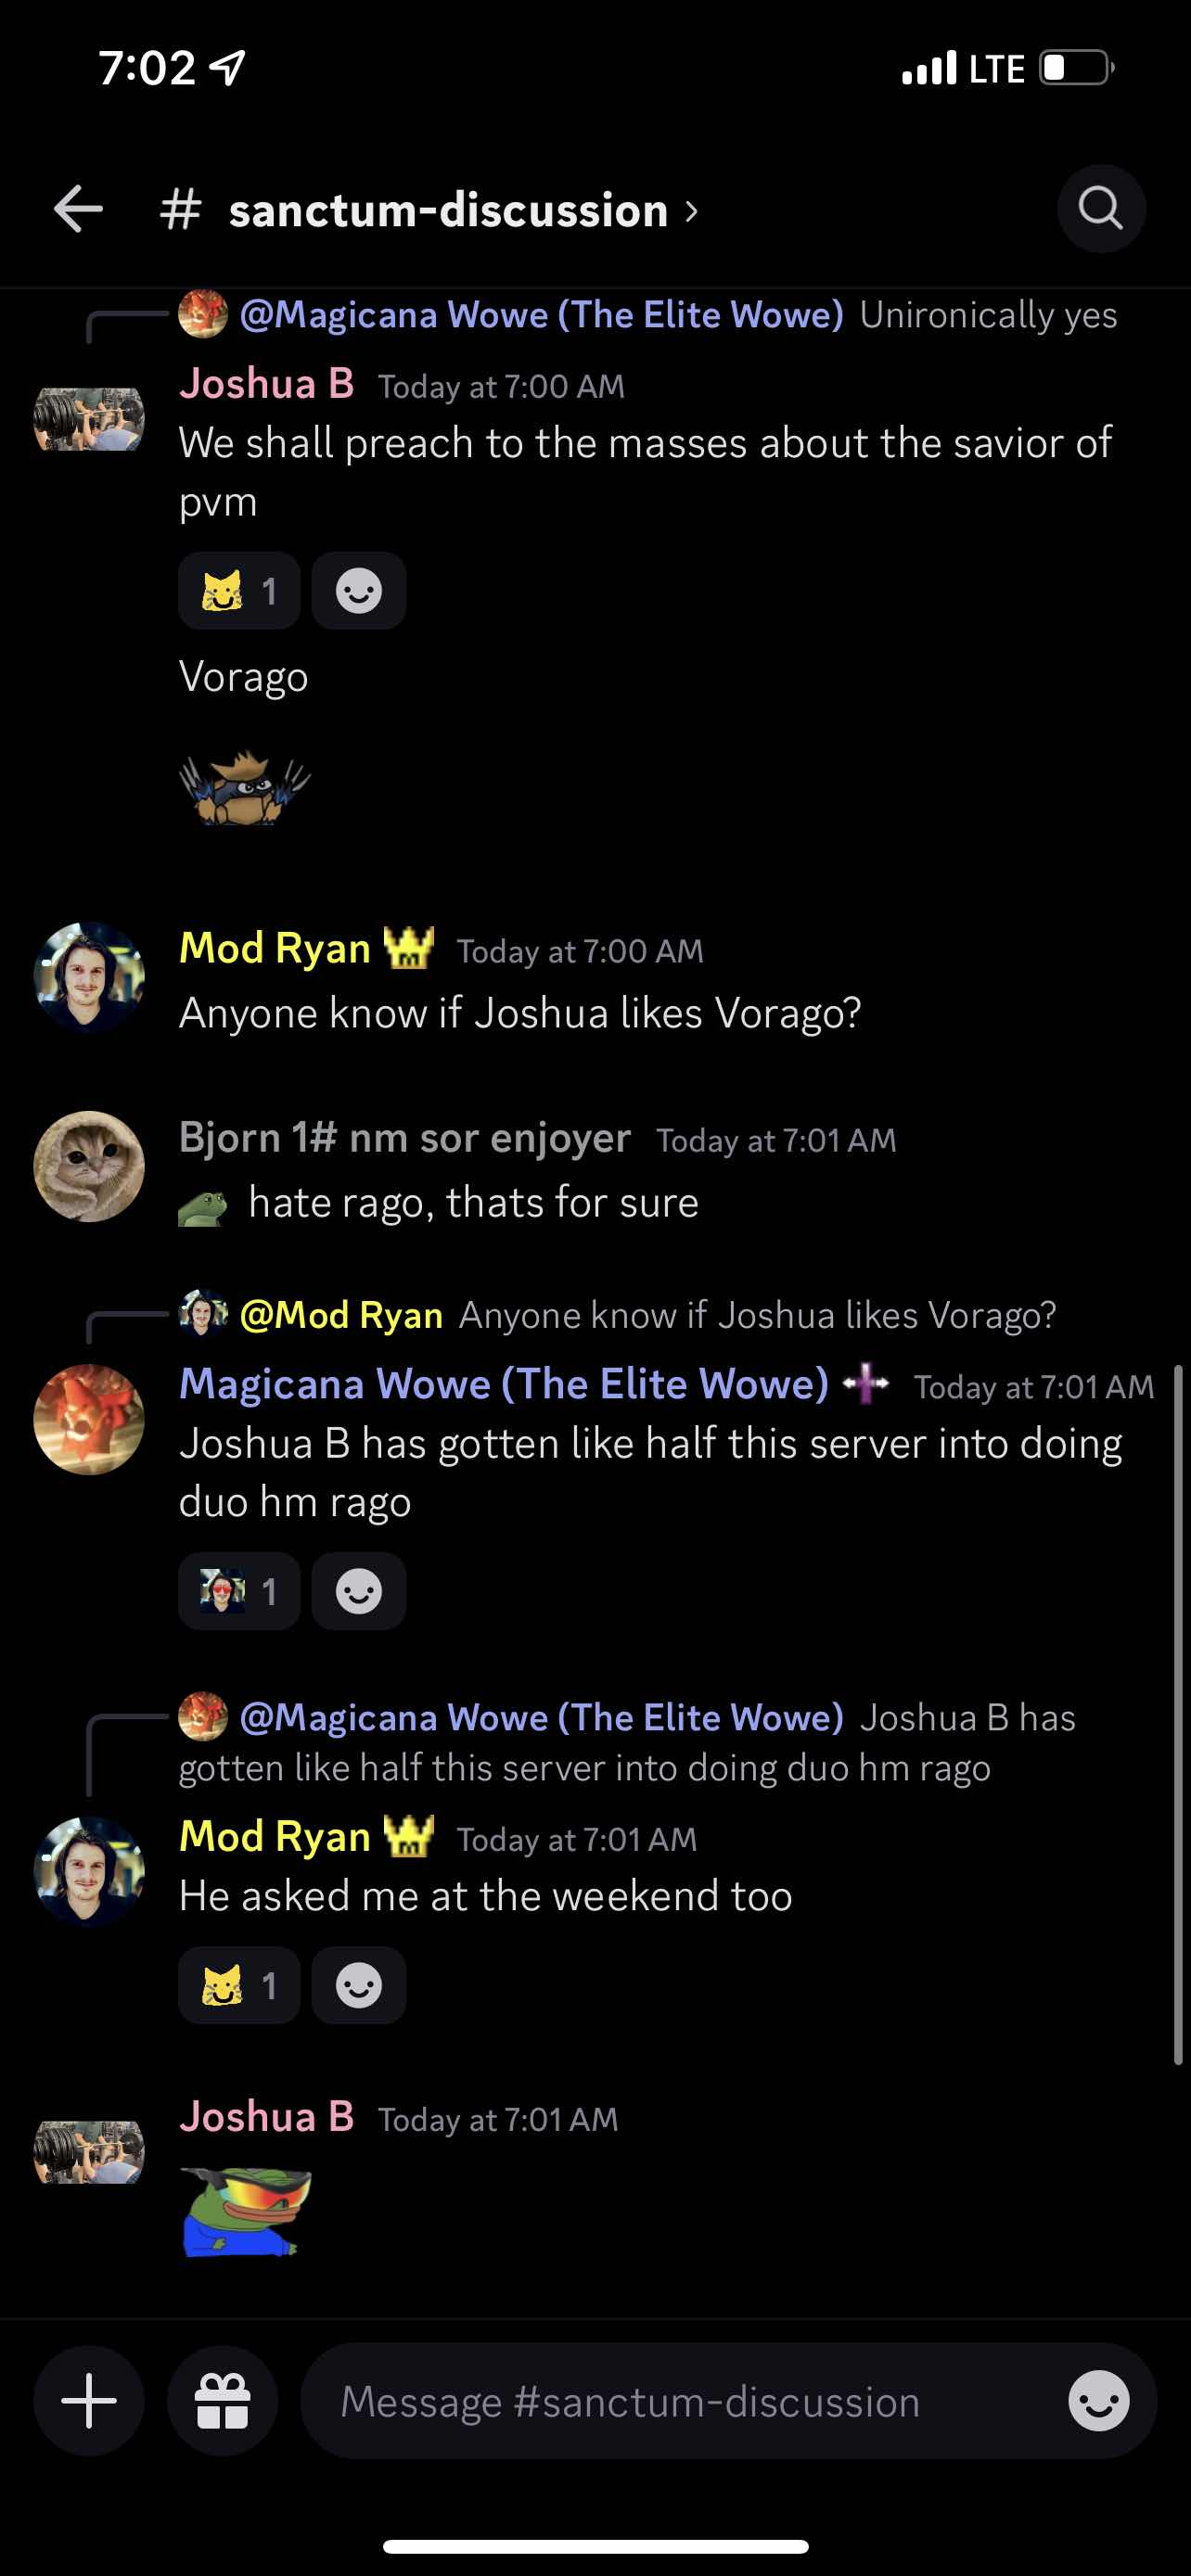 7:02
LTE
# sanctum-discussion
@Magicana Wowe (The Elite Wowe) Unironically yes
Joshua B Today at 7:00 AM
We shall preach to the masses about the savior of
pvm
1
Vorago
Mod Ryan Today at 7:00 AM
Anyone know if Joshua likes Vorago?
Bjorn 1# nm sor enjoyer Today at 7:01 AM
hate rago, thats for sure
@Mod Ryan Anyone know if Joshua likes Vorago?
Magicana Wowe (The Elite Wowe) Today at 7:01 AM
Joshua B has gotten like half this server into doing
duo hm rago
1
@Magicana Wowe (The Elite Wowe) Joshua B has
gotten like half this server into doing duo hm rago
Mod Ryan Today at 7:01 AM
He asked me at the weekend too
1
Joshua B Today at 7:01 AM
Message #sanctum-discussion